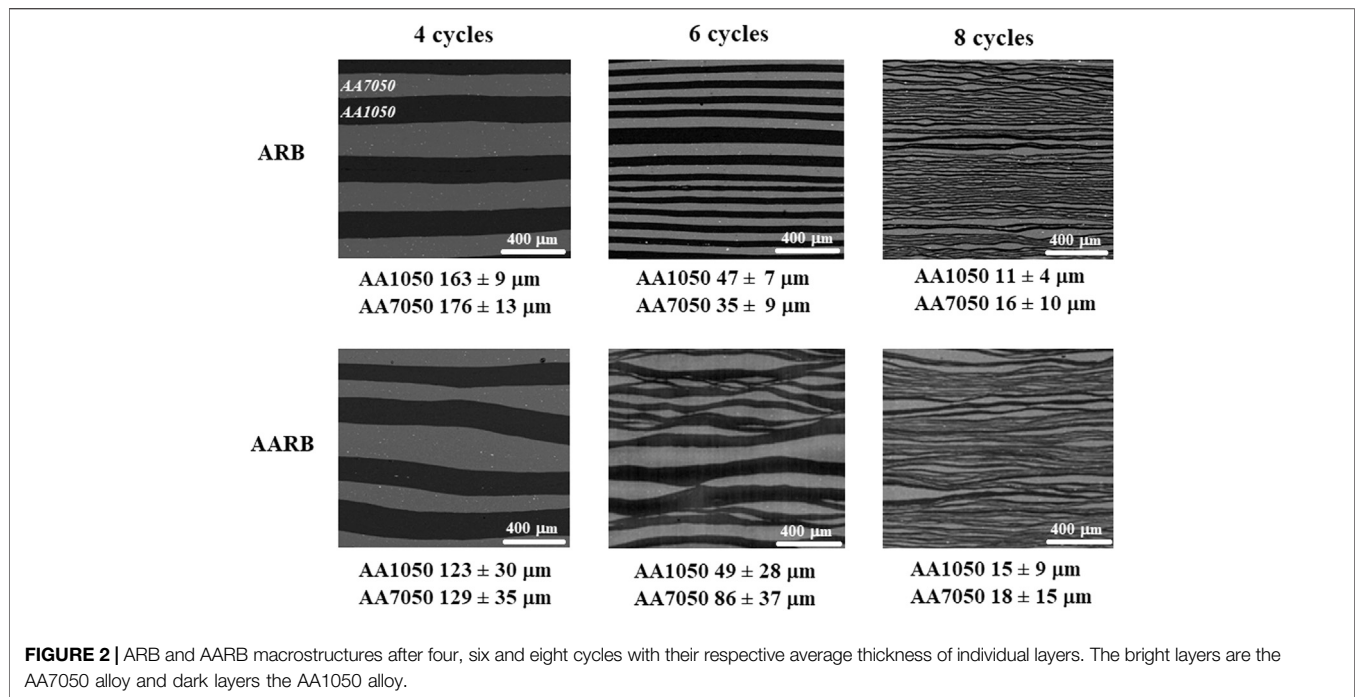 4 cycles
6 cycles
8 cycles
ARB
AA7050
AA1050
400 µm
400 µm
400 µm
AA1050 163 ± 9 µm
AA7050 176 ± 13 µm
AA1050 47 ± 7 µm
AA7050 35 ± 9 µm
AA1050 11 ± 4 µm
AA7050 16 ± 10 µm
AARB
400 µm
400 µm
400 µm
AA1050 123 ± 30 µm
AA7050 129 ± 35 µm
AA1050 49 ± 28 µm
AA7050 86 ± 37 µm
AA1050 15 ± 9 µm
AA7050 18 ± 15 µm
FIGURE 2 | ARB and AARB macrostructures after four, six and eight cycles with their respective average thickness of individual layers. The bright layers are the
AA7050 alloy and dark layers the AA1050 alloy.